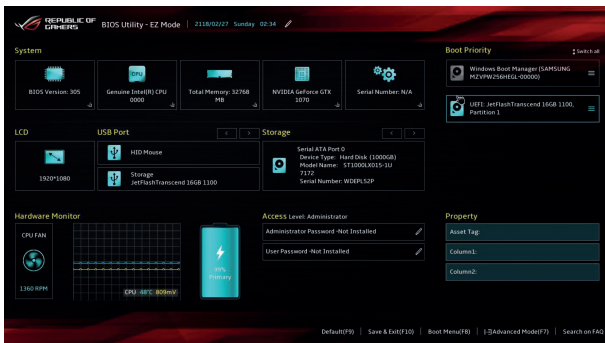 REPUBLIC OF
GAMERS
BIOS Utility - EZ Mode
2118/02/27 Sunday 02:34
System
BIOS Version: 305
CPU
Genuine Intel(R) CPU
0000
Total Memory: 32768
MB
NVIDIA GeForce GTX
1070
Serial Number: N/A
Boot Priority
Switch all
Windows Boot Manager (SAMSUNG
MZVPW256HEGL-00000)
UEFI: JetFlashTranscend 16GB 1100,
Partition 1
LCD
1920*1080
USB Port
HID Mouse
Storage
JetFlashTranscend 16GB 1100
Storage
Serial ATA Port 0
Device Type: Hard Disk (1000GB)
Model Name: ST1000LX015-1U
7172
Serial Number: WDEPLS2P
Hardware Monitor
CPU FAN
1360 RPM
CPU 48°C 809mV
99%
Primary
Access Level: Administrator
Administrator Password -Not Installed
User Password -Not Installed
Property
Asset Tag:
Column1:
Column2:
Default(F9) | Save & Exit(F10) | Boot Menu(F8) | Advanced Mode(F7) | Search on FAQ